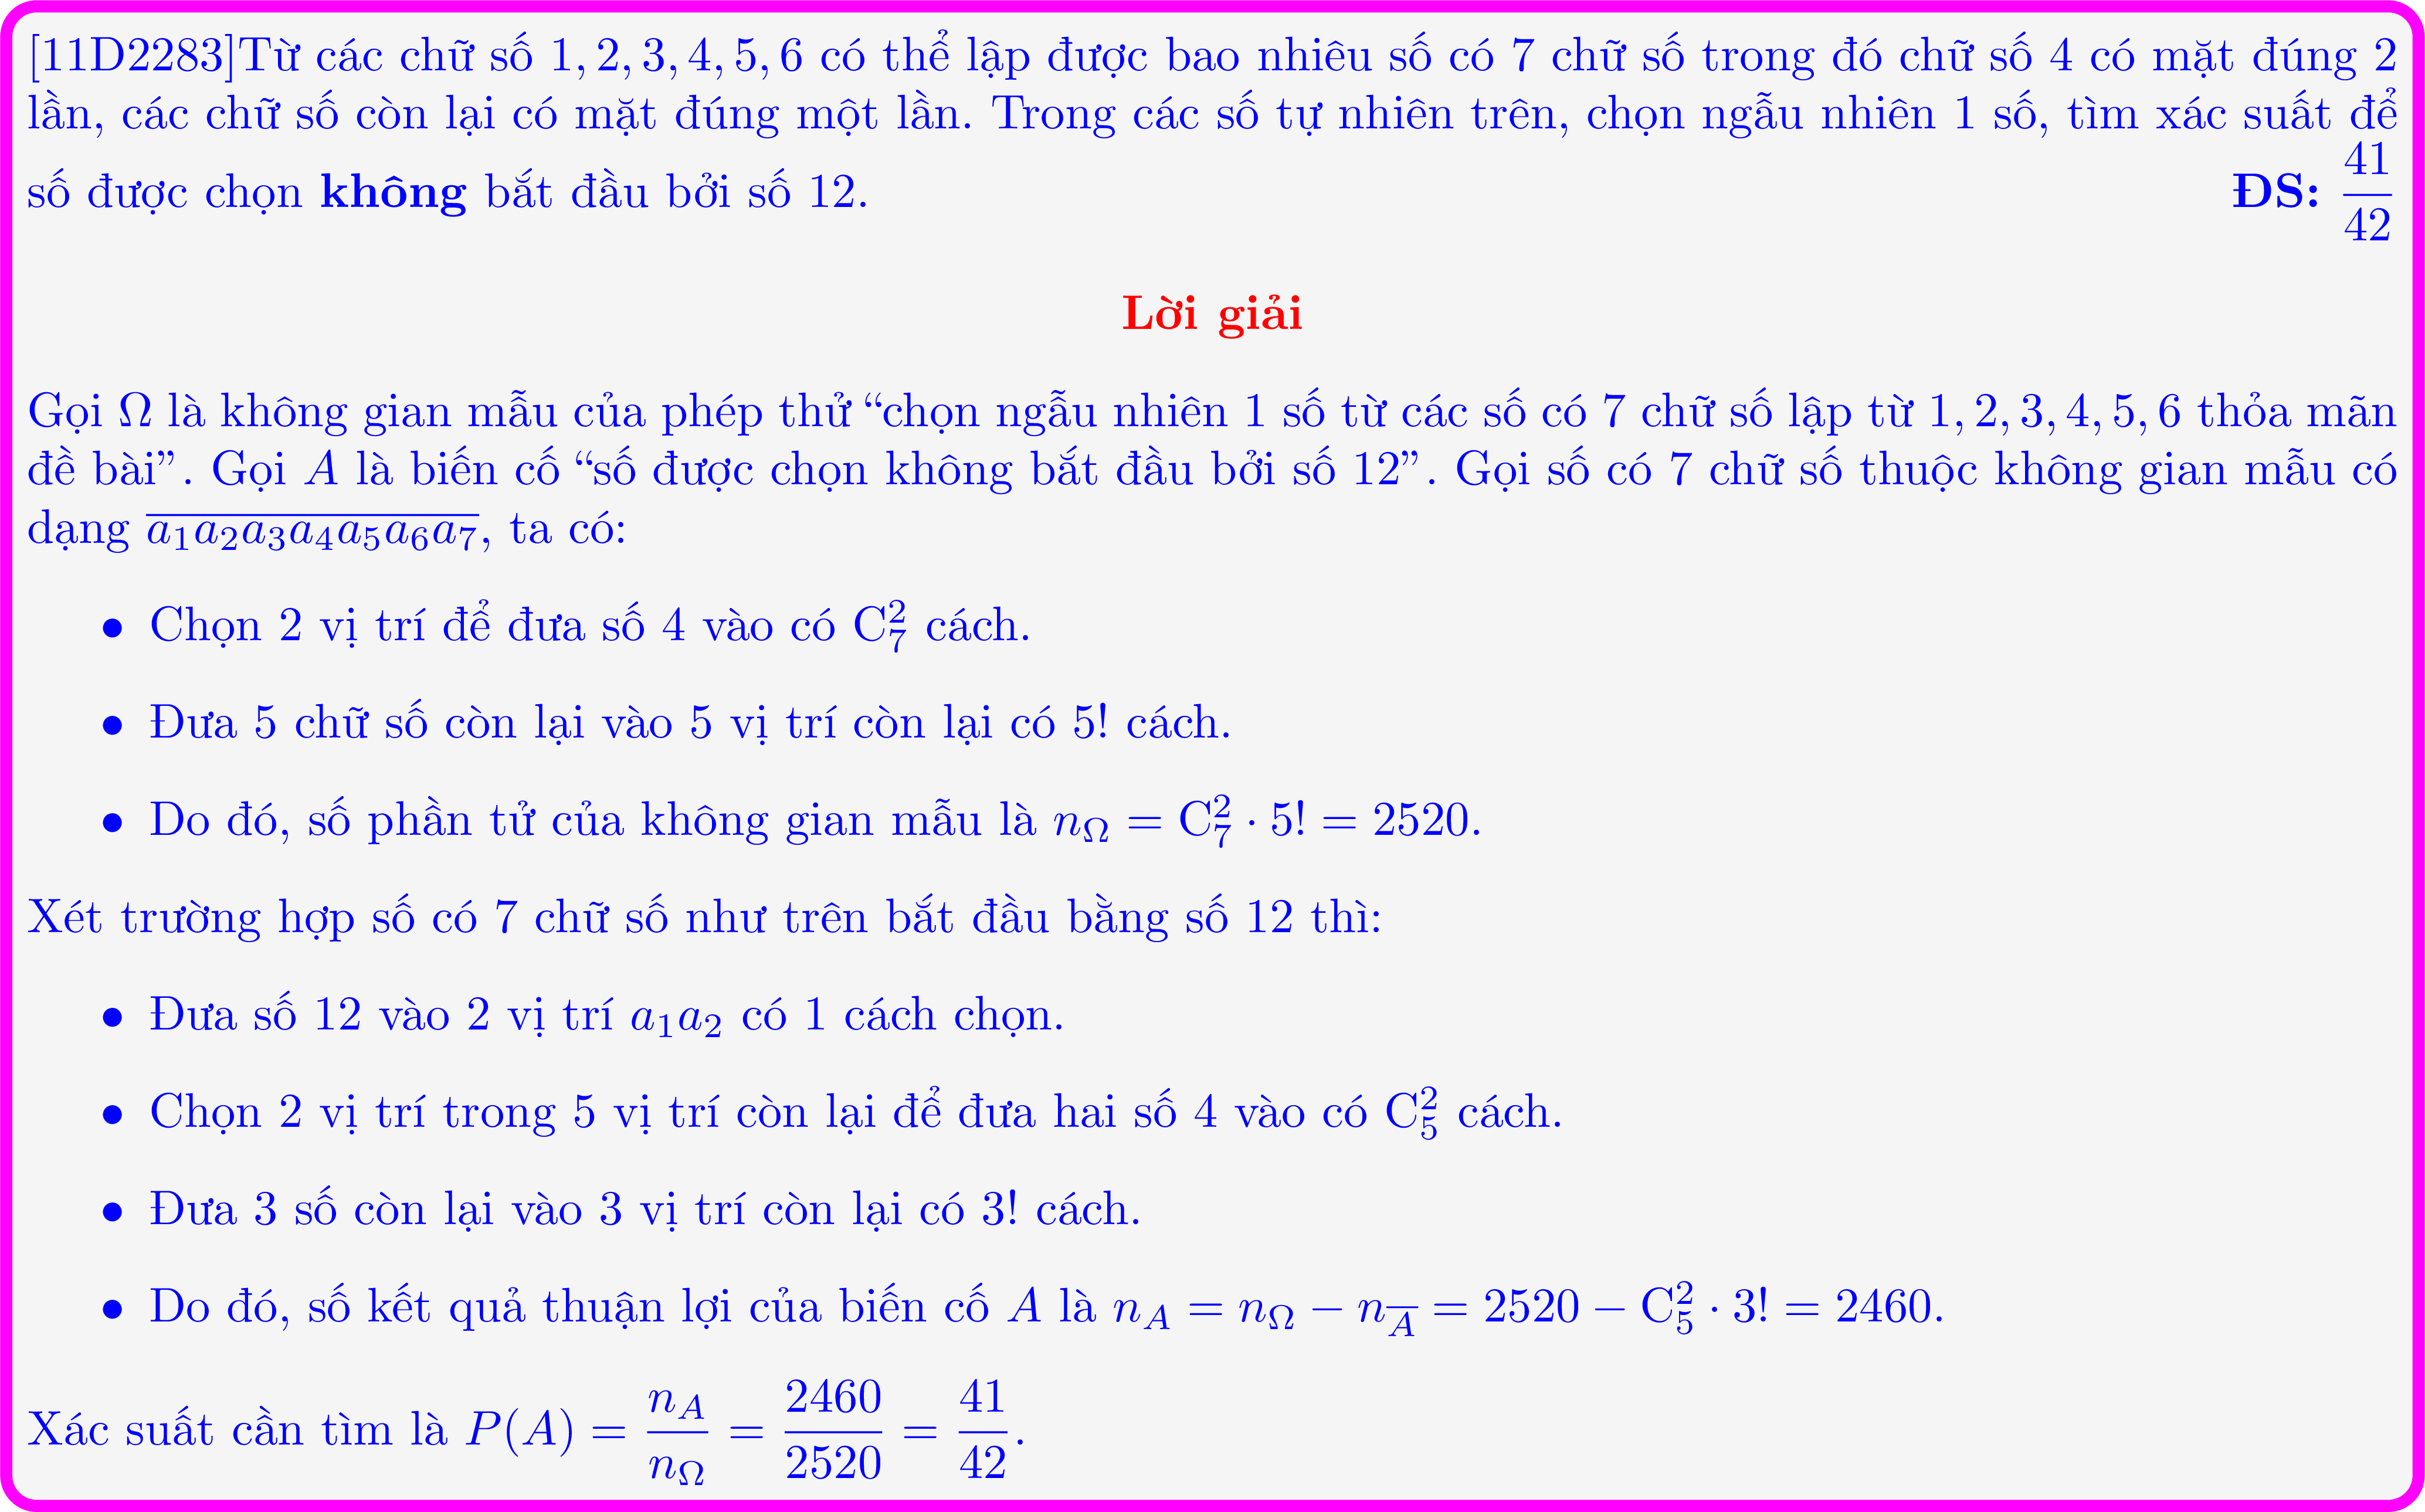 [11D2283]Từ các chữ số 1, 2, 3, 4, 5, 6 có thể lập được bao nhiêu số có 7 chữ số trong đó chữ số 4 có mặt đúng 2
lần, các chữ số còn lại có mặt đúng một lần. Trong các số tự nhiên trên, chọn ngẫu nhiên 1 số, tìm xác suất để
số được chọn không bắt đầu bởi số 12. ĐS: $\frac{41}{42}$
Lời giải
Gọi Ω là không gian mẫu của phép thử “chọn ngẫu nhiên 1 số từ các số có 7 chữ số lập từ 1, 2, 3, 4, 5, 6 thỏa mãn
đề bài”. Gọi A là biến cố “số được chọn không bắt đầu bởi số 12”. Gọi số có 7 chữ số thuộc không gian mẫu có
dạng $\overline{a_1a_2a_3a_4a_5a_6a_7}$, ta có:
• Chọn 2 vị trí để đưa số 4 vào có $\mathrm{C}_7^2$ cách.
• Đưa 5 chữ số còn lại vào 5 vị trí còn lại có 5! cách.
• Do đó, số phần tử của không gian mẫu là $n_\Omega = \mathrm{C}_7^2 \cdot 5! = 2520$.
Xét trường hợp số có 7 chữ số như trên bắt đầu bằng số 12 thì:
• Đưa số 12 vào 2 vị trí $a_1a_2$ có 1 cách chọn.
• Chọn 2 vị trí trong 5 vị trí còn lại để đưa hai số 4 vào có $\mathrm{C}_5^2$ cách.
• Đưa 3 số còn lại vào 3 vị trí còn lại có 3! cách.
• Do đó, số kết quả thuận lợi của biến cố A là $n_A = n_\Omega - n_{\overline{A}} = 2520 - \mathrm{C}_5^2 \cdot 3! = 2460$.
Xác suất cần tìm là $P(A) = \frac{n_A}{n_\Omega} = \frac{2460}{2520} = \frac{41}{42}$.